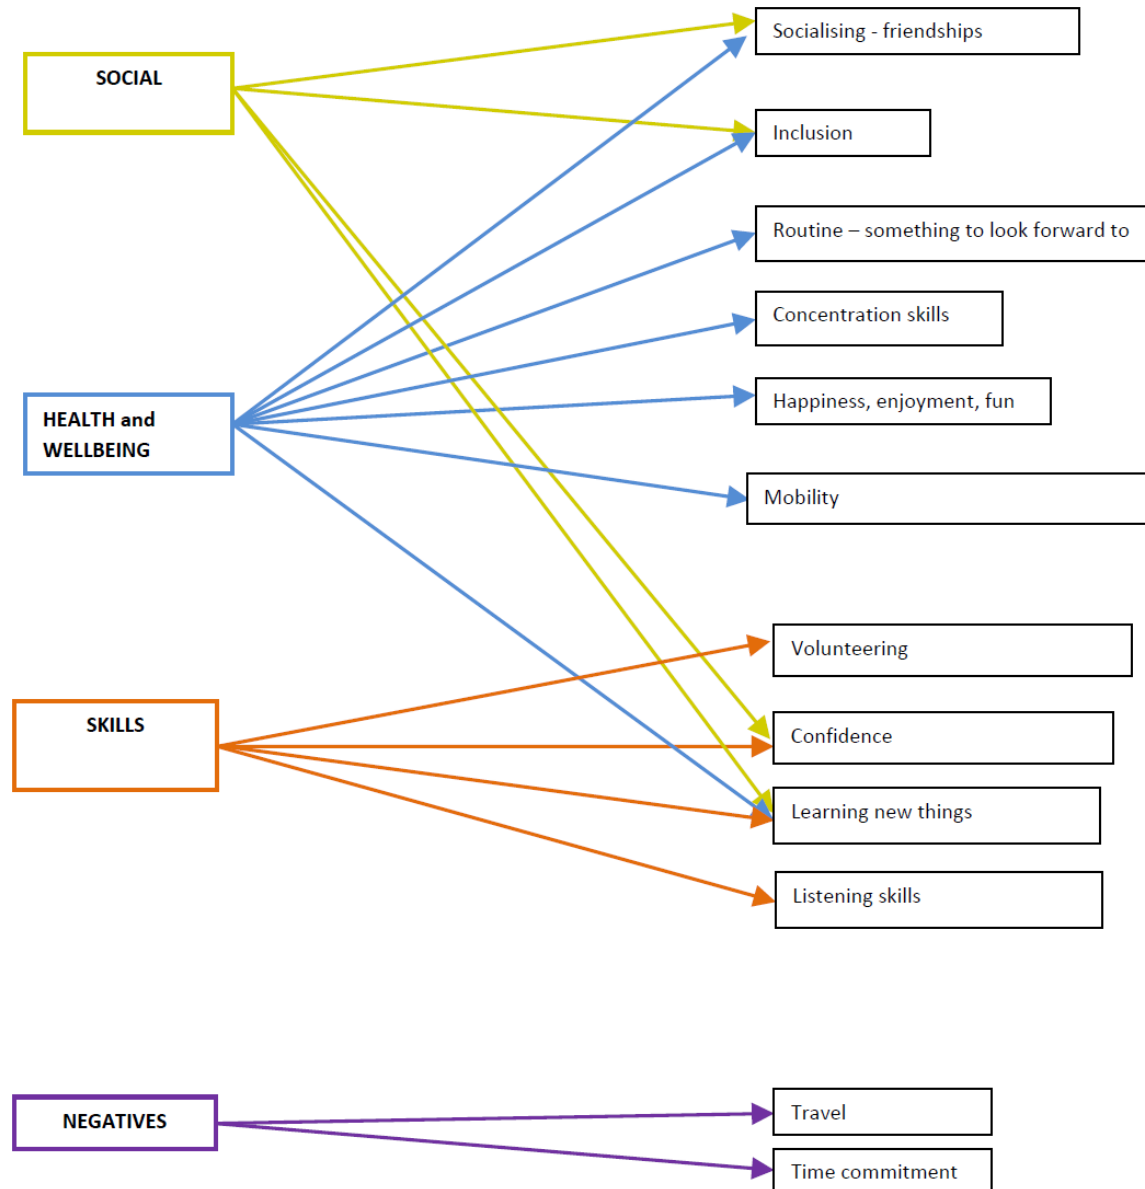 SOCIAL
Socialising - friendships
Inclusion
Routine – something to look forward to
Concentration skills
HEALTH and
WELLBEING
Happiness, enjoyment, fun
Mobility
SKILLS
Volunteering
Confidence
Learning new things
Listening skills
NEGATIVES
Travel
Time commitment